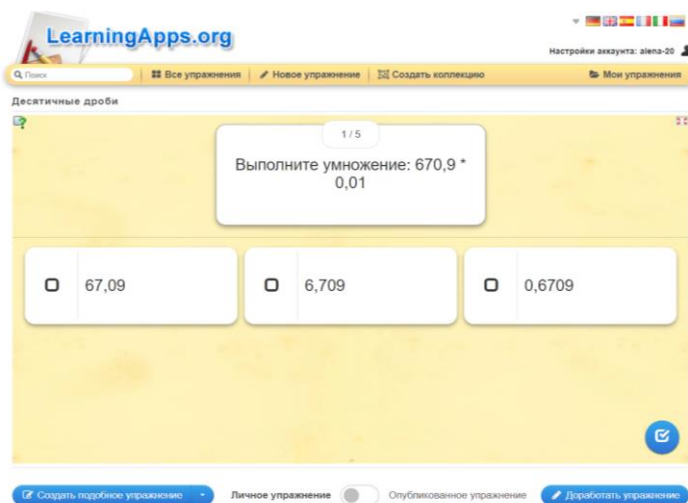 LearningApps.org
Настройки аккаунта: alena-20
Поиск
Все упражнения
Новое упражнение
Создать коллекцию
Мои упражнения
Десятичные дроби
1 / 5
Выполните умножение: 670,9 *
0,01
67,09
6,709
0,6709
Создать подобное упражнение
Личное упражнение
Опубликованное упражнение
Доработать упражнение